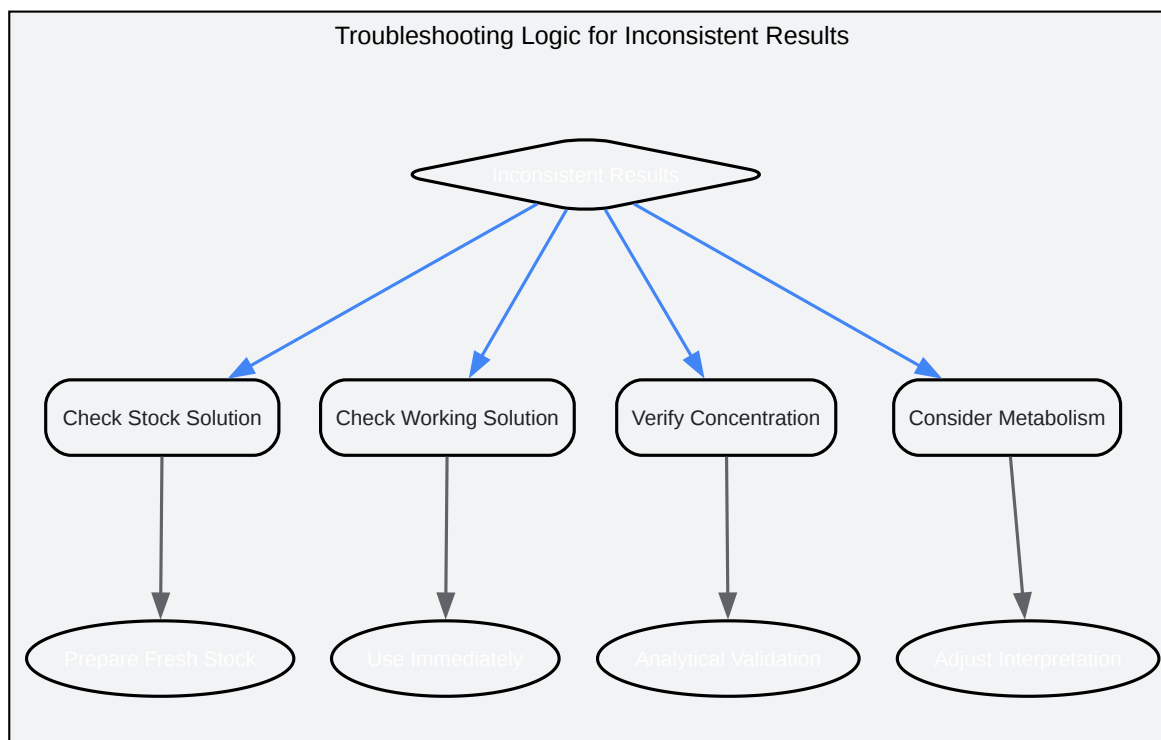 Troubleshooting Logic for Inconsistent Results
Inconsistent Results
Check Stock Solution
Check Working Solution
Verify Concentration
Consider Metabolism
Prepare Fresh Stock
Use Immediately
Analytical Validation
Adjust Interpretation